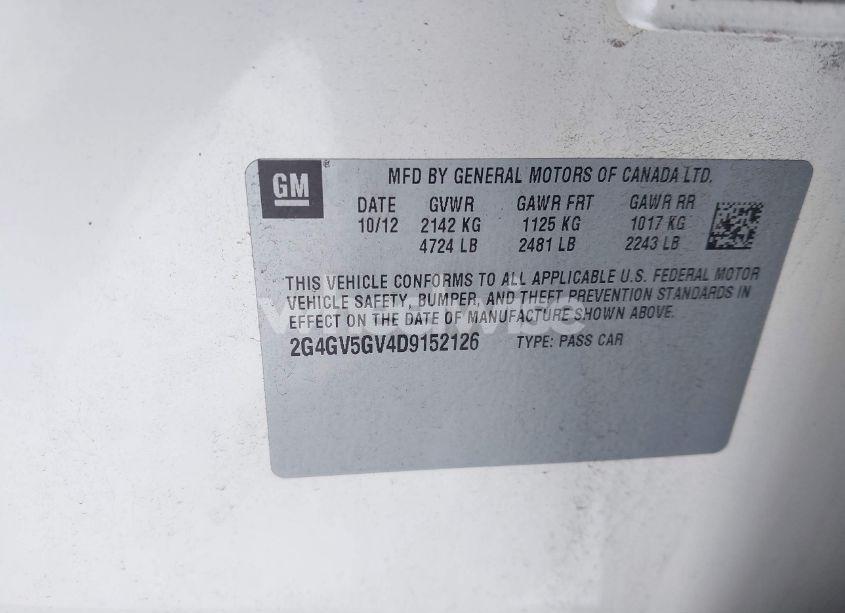 GM ® MFD BY GENERAL MOTORS OF CANADA LTD.
DATE GVWR GAWR FRT GAWR RR
10/12 2142 KG 1125 KG 1017 KG
4724 LB 2481 LB 2243 LB
THIS VEHICLE CONFORMS TO ALL APPLICABLE U.S. FEDERAL MOTOR
VEHICLE SAFETY, BUMPER, AND THEFT PREVENTION STANDARDS IN
EFFECT ON THE DATE OF MANUFACTURE SHOWN ABOVE.
2G4GV5GV4D9152126 TYPE: PASS CAR